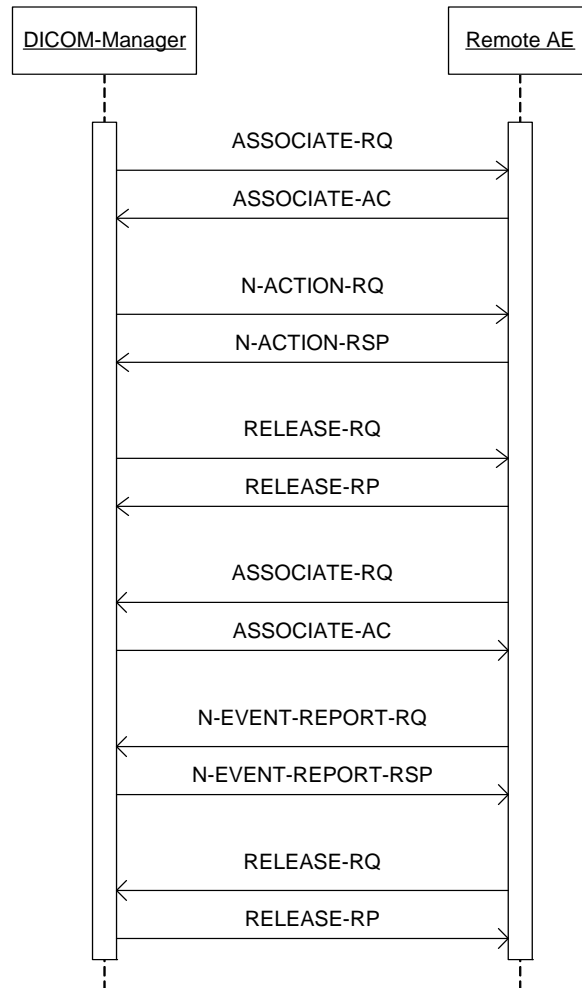 DICOM-Manager
Remote AE
ASSOCIATE-RQ
ASSOCIATE-AC
N-ACTION-RQ
N-ACTION-RSP
RELEASE-RQ
RELEASE-RP
ASSOCIATE-RQ
ASSOCIATE-AC
N-EVENT-REPORT-RQ
N-EVENT-REPORT-RSP
RELEASE-RQ
RELEASE-RP